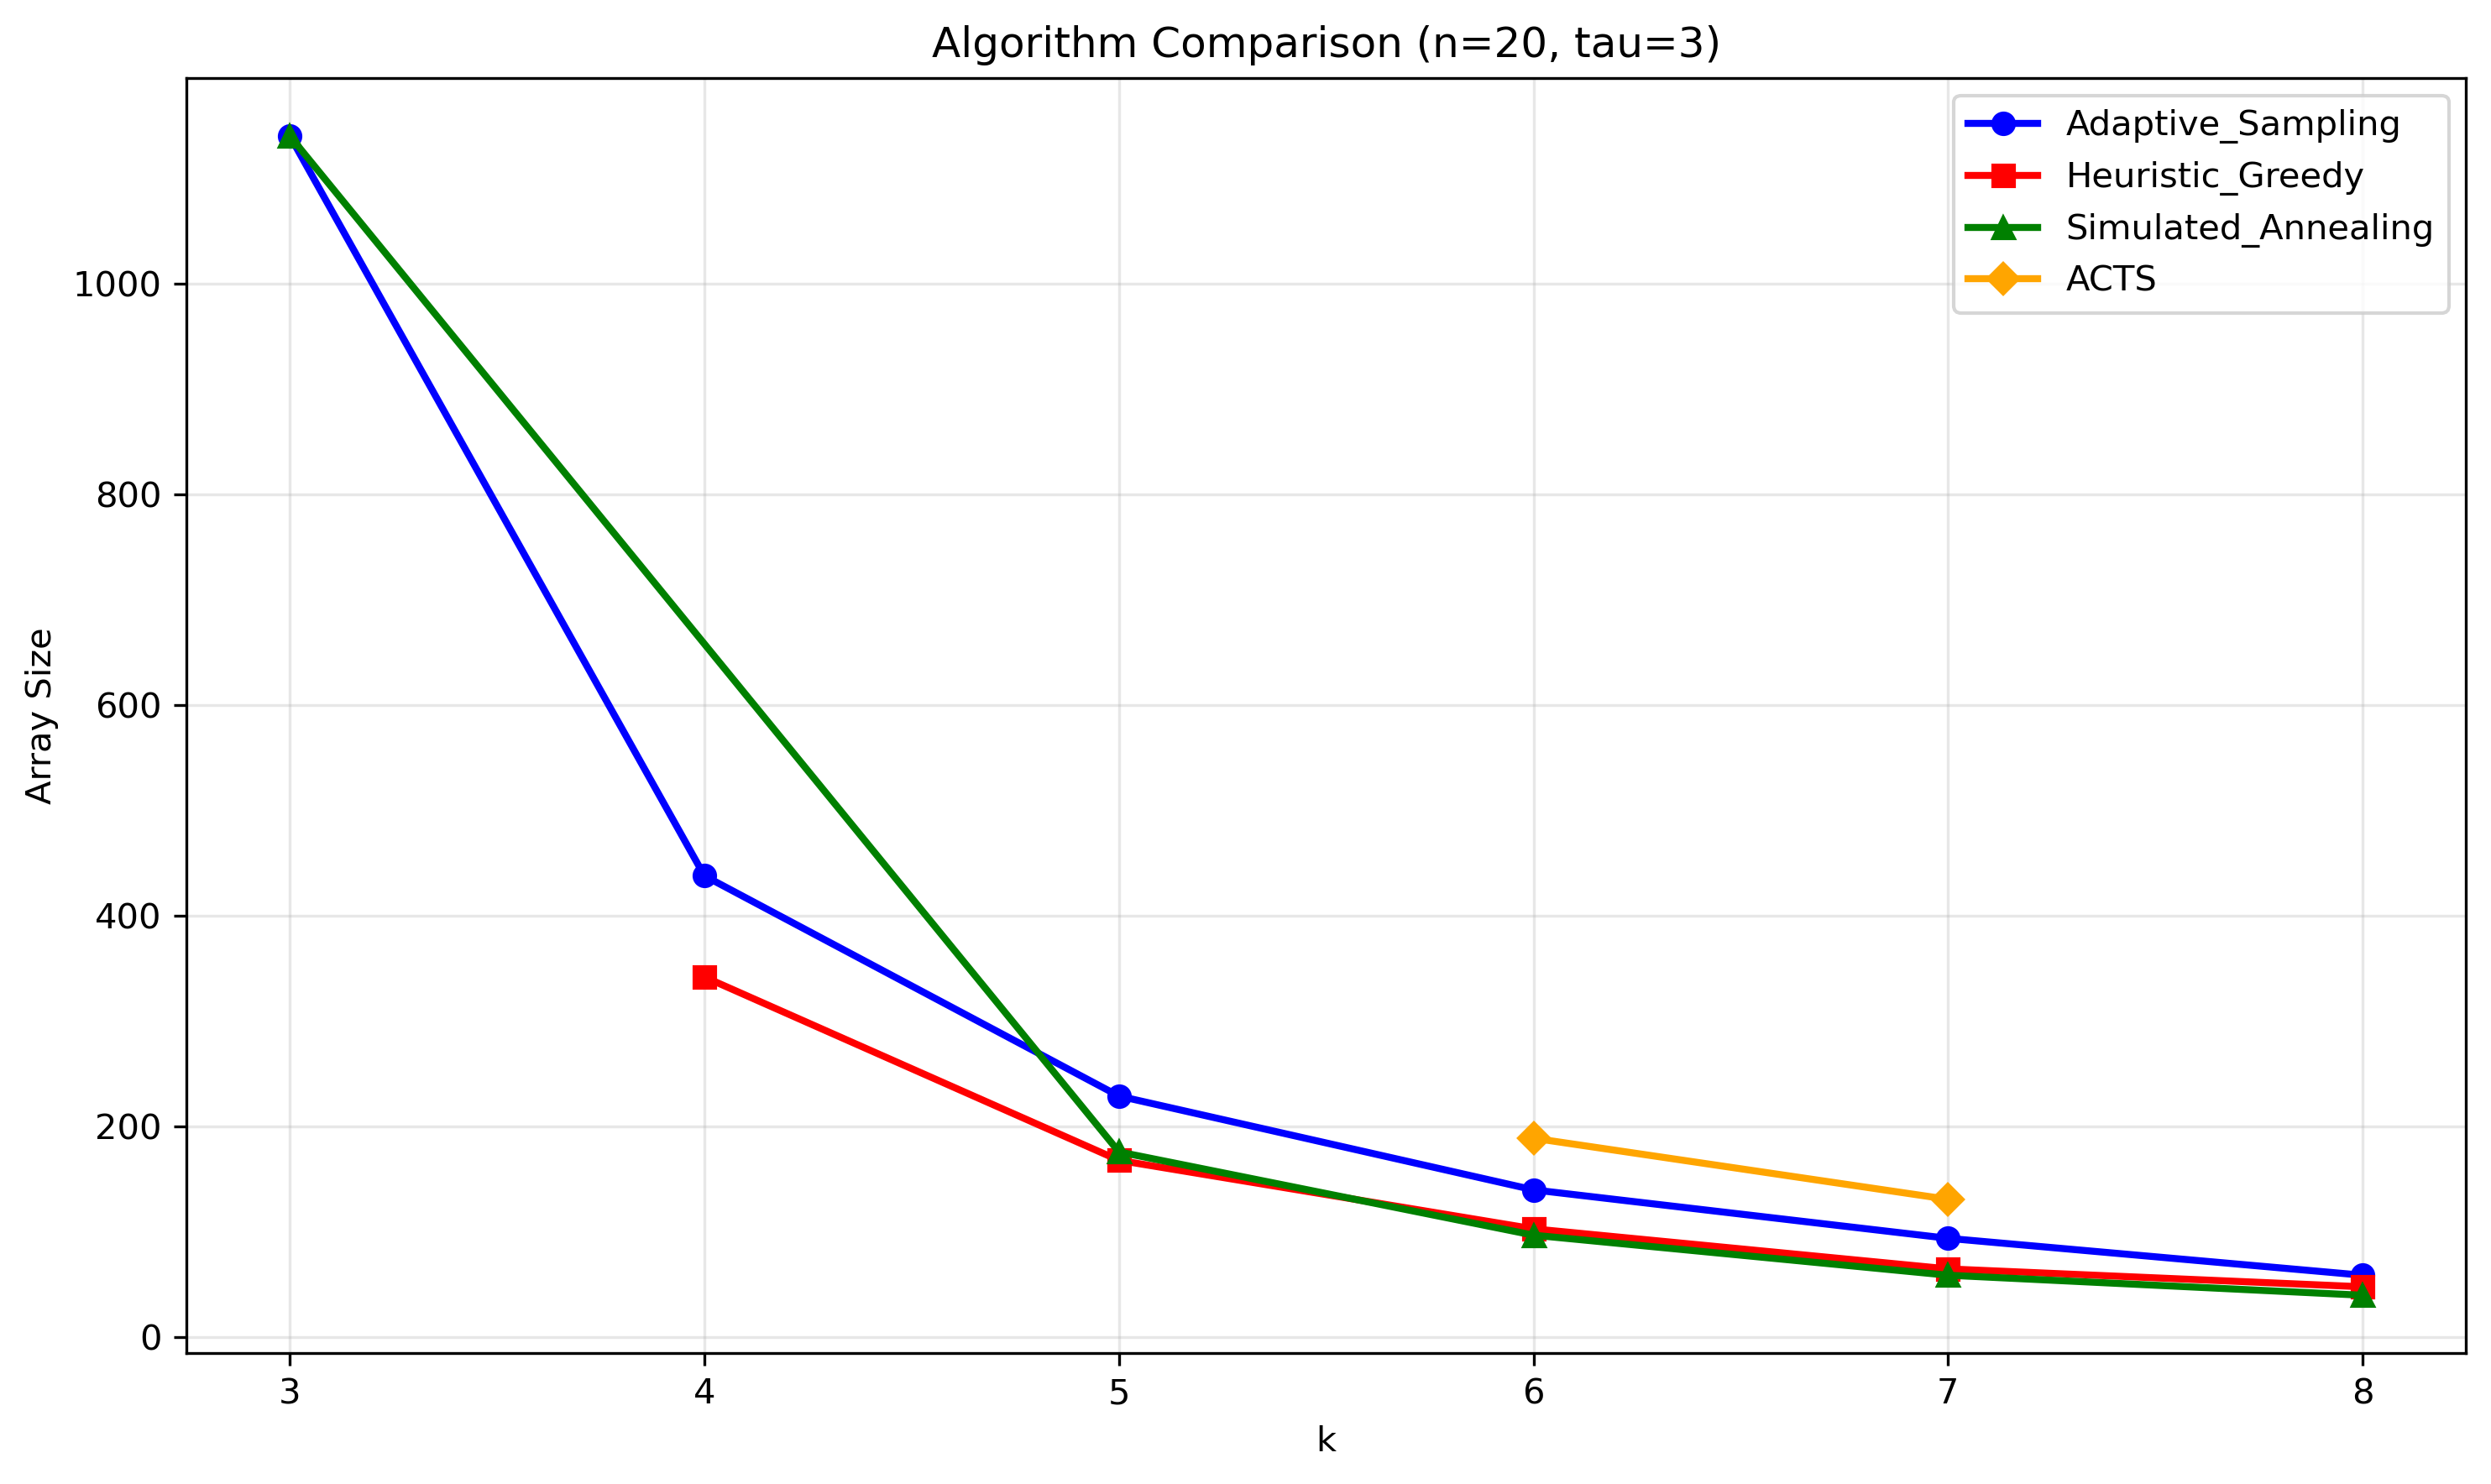 Algorithm Comparison (n=20, tau=3)
Adaptive_Sampling
Heuristic_Greedy
Simulated_Annealing
ACTS
1000
800
600
400
200
0
Array Size
3 4 5 6 7 8
k